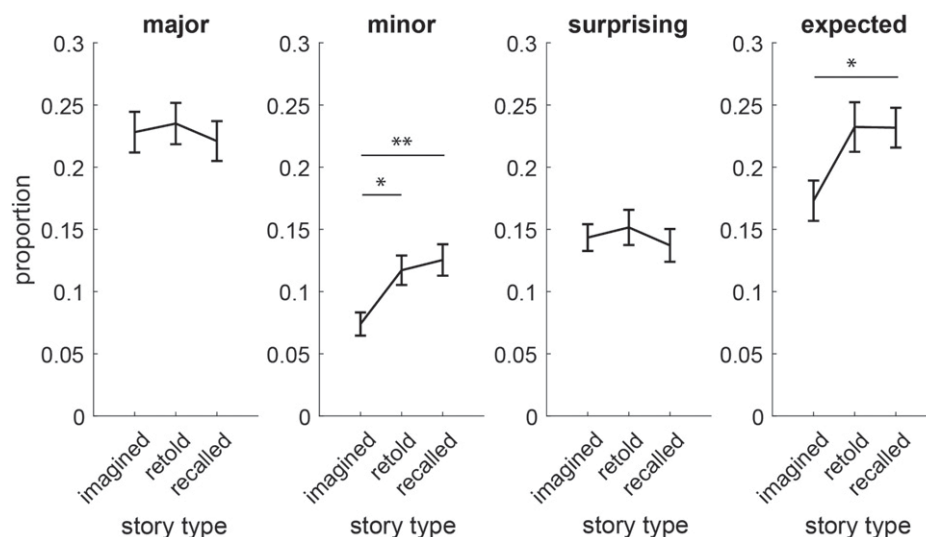 major
minor
surprising
expected
proportion
0.3
0.25
0.2
0.15
0.1
0.05
0
imagined
retold
recalled
story type
0.3
0.25
0.2
0.15
0.1
0.05
0
**
*
imagined
retold
recalled
story type
0.3
0.25
0.2
0.15
0.1
0.05
0
imagined
retold
recalled
story type
0.3
0.25
0.2
0.15
0.1
0.05
0
*
imagined
retold
recalled
story type